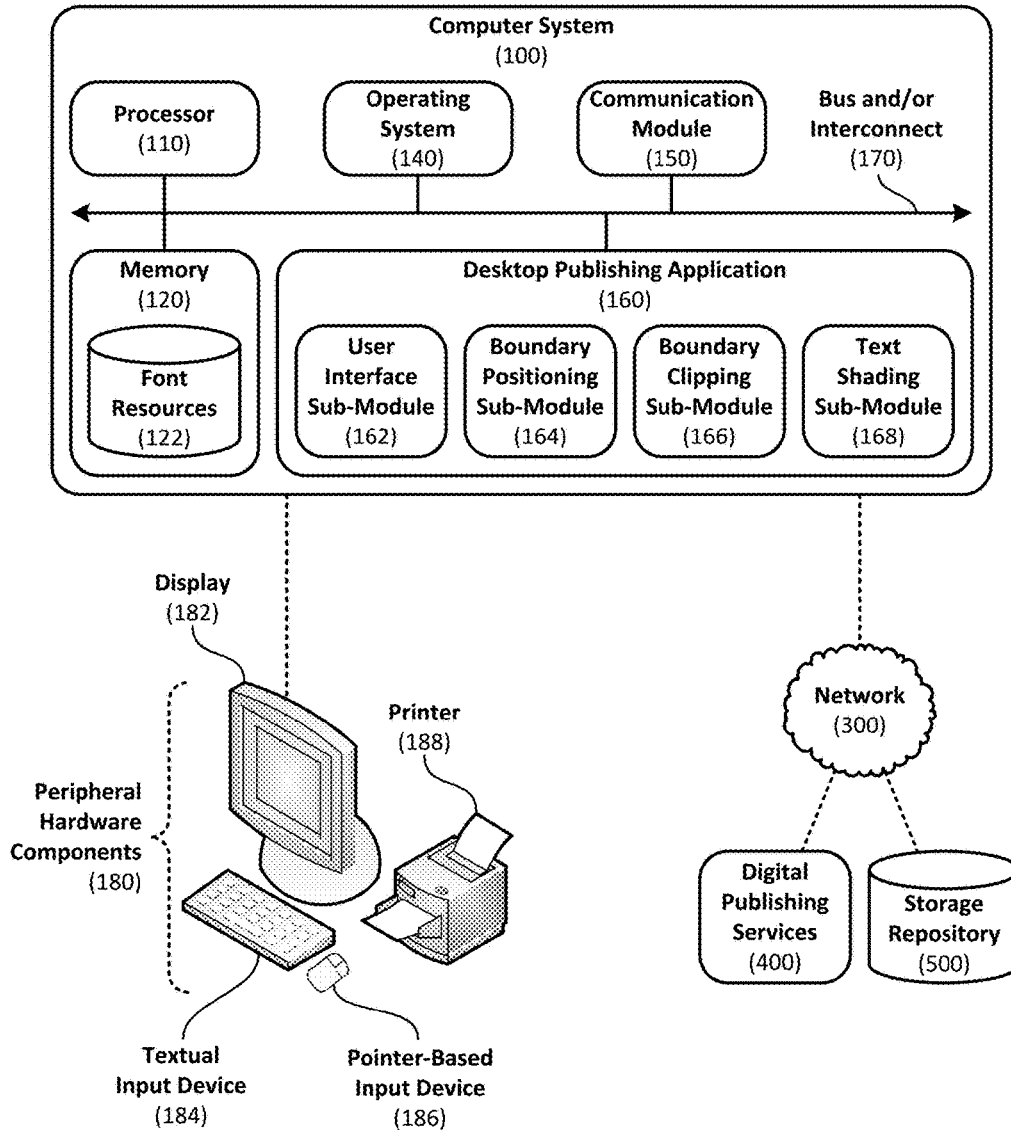 Computer System
(100)
Processor
(110)
Operating
System
(140)
Communication
Module
(150)
Bus and/or
Interconnect
(170)
Memory
(120)
Font
Resources
(122)
Desktop Publishing Application
(160)
User
Interface
Sub-Module
(162)
Boundary
Positioning
Sub-Module
(164)
Boundary
Clipping
Sub-Module
(166)
Text
Shading
Sub-Module
(168)
Display
(182)
Printer
(188)
Peripheral
Hardware
Components
(180)
Textual
Input Device
(184)
Pointer-Based
Input Device
(186)
Network
(300)
Digital
Publishing
Services
(400)
Storage
Repository
(500)